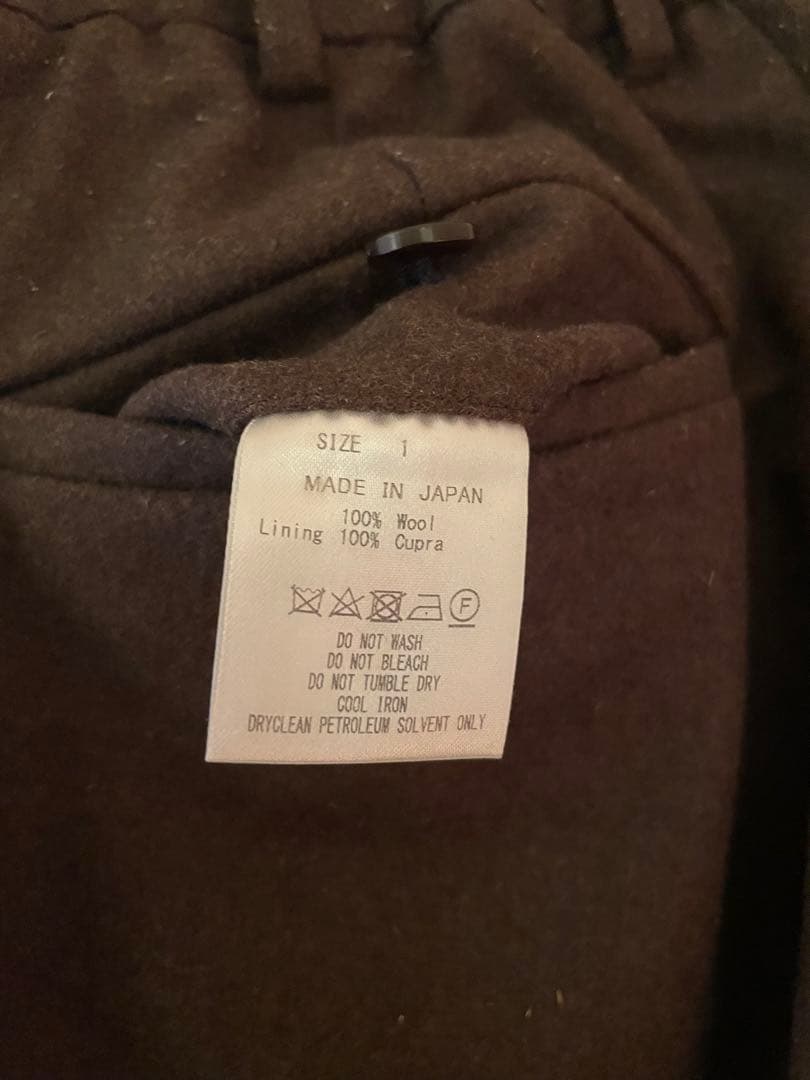 SIZE 1
MADE IN JAPAN
100% Wool
Lining 100% Cupra
F
DO NOT WASH
DO NOT BLEACH
DO NOT TUMBLE DRY
COOL IRON
DRYCLEAN PETROLEUM SOLVENT ONLY